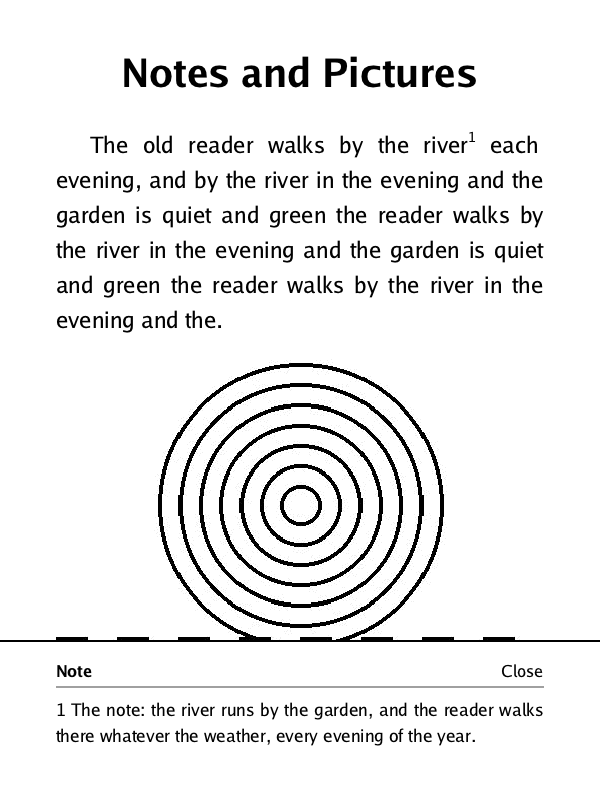 Notes and Pictures
The old reader walks by the river1 each
evening, and by the river in the evening and the
garden is quiet and green the reader walks by
the river in the evening and the garden is quiet
and green the reader walks by the river in the
evening and the.
Note Close
1 The note: the river runs by the garden, and the reader walks
there whatever the weather, every evening of the year.